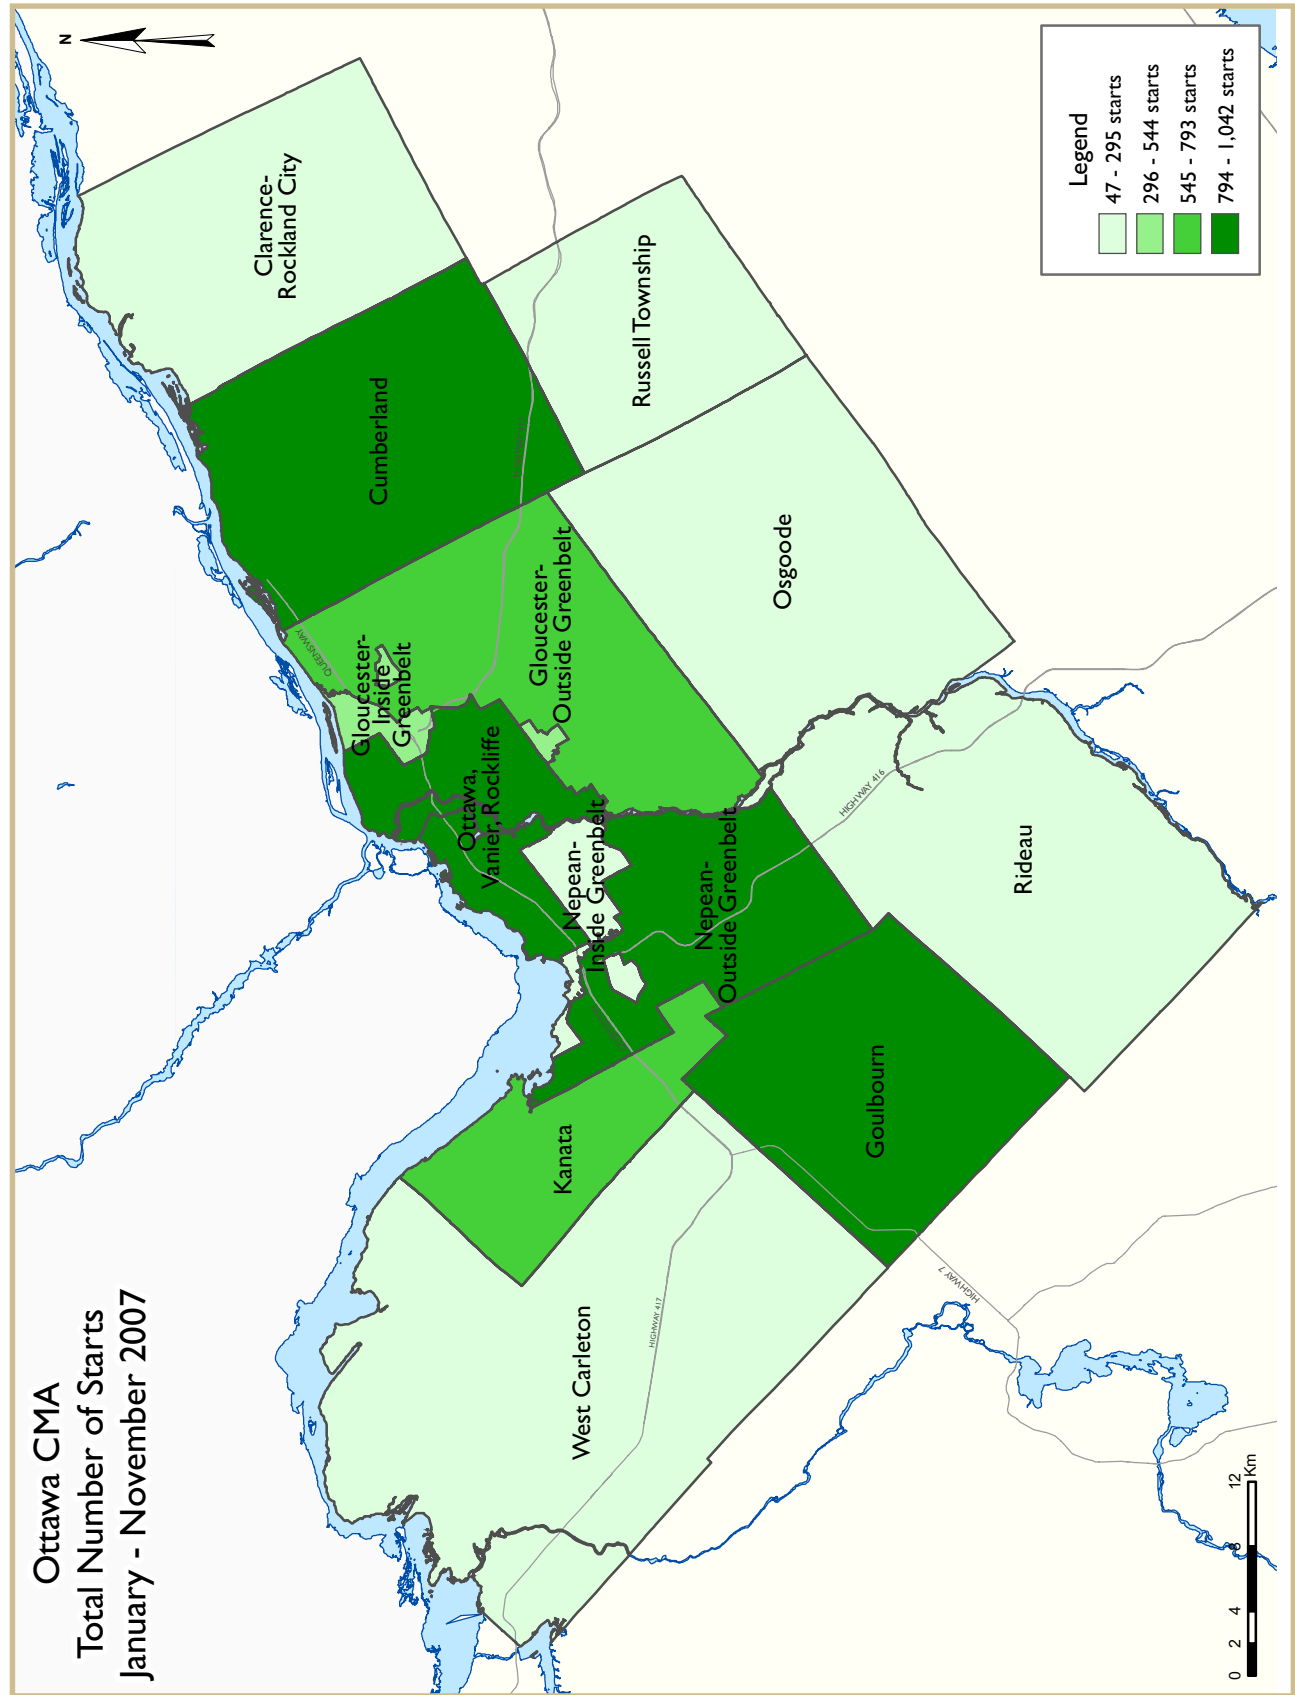 Ottawa CMA
Total Number of Starts
January - November 2007
N
Clarence-
Rockland City
Cumberland
Russell Township
QUEENSWAY
Gloucester-
Inside
Greenbelt
Gloucester-
Outside Greenbelt
Osgoode
Ottawa,
Vanier, Rockliffe
Nepean-
Inside Greenbelt
Nepean-
Outside Greenbelt
HIGHWAY 416
Rideau
Kanata
Goulbourn
West Carleton
HIGHWAY 417
HIGHWAY 7
Legend
47 - 295 starts
296 - 544 starts
545 - 793 starts
794 - 1,042 starts
0 2 4 8 12
Km